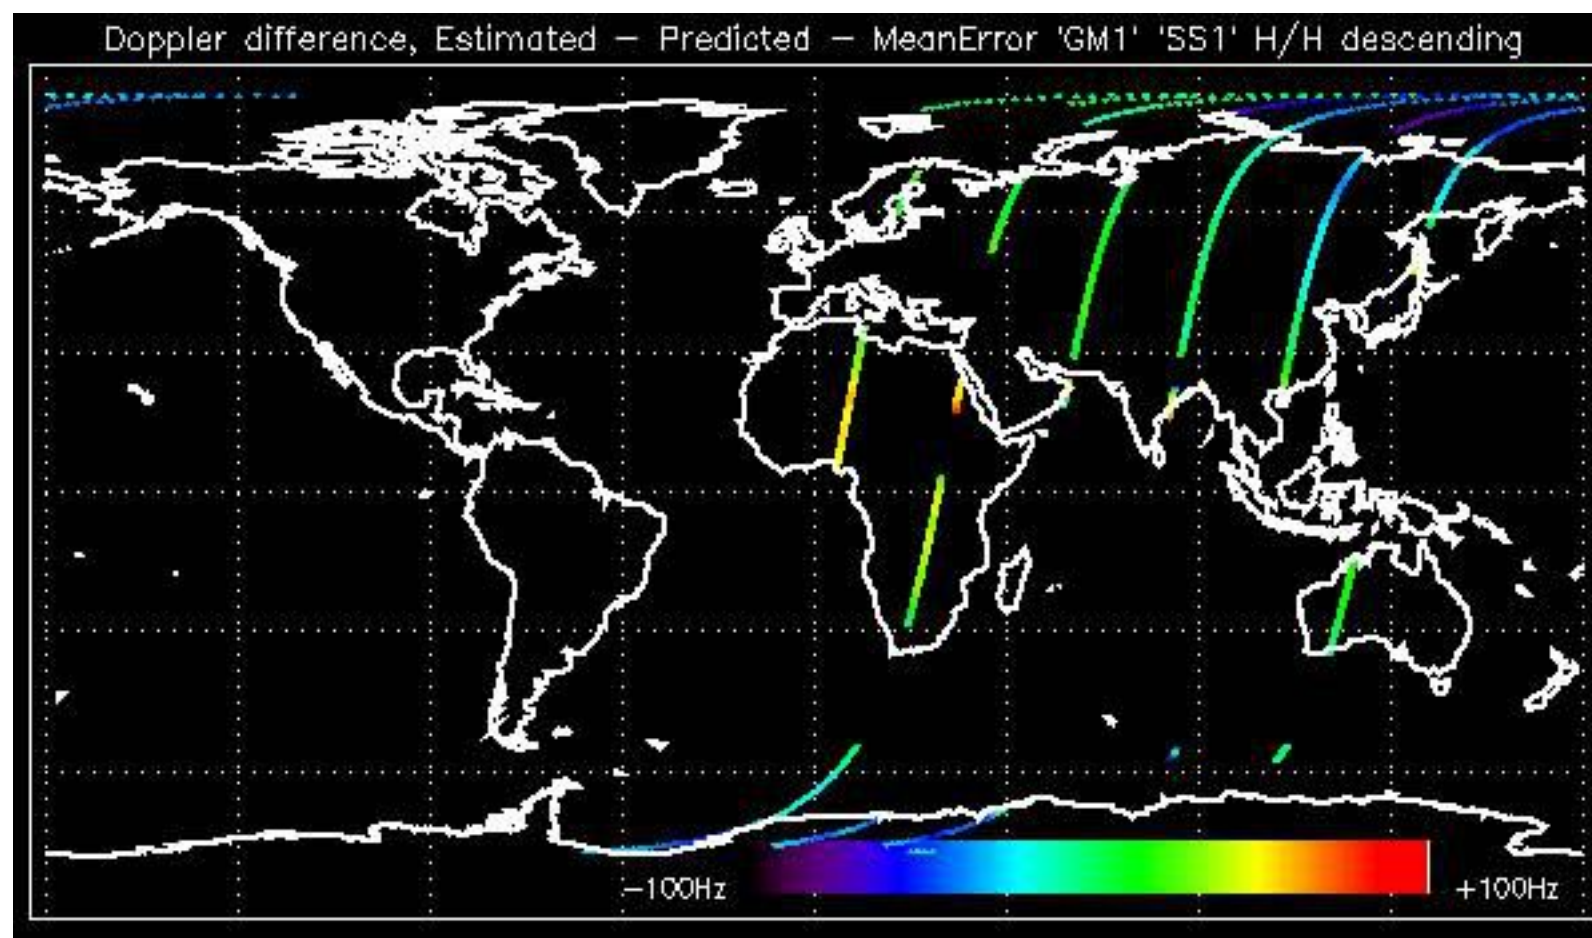 Doppler difference, Estimated – Predicted – MeanError 'GM1' 'SS1' H/H descending
–100Hz
+100Hz